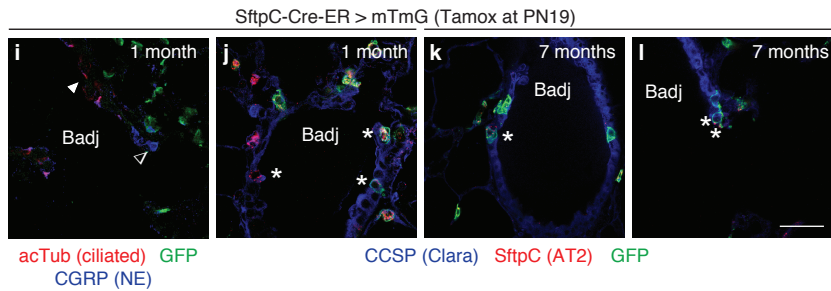 SftpC-Cre-ER > mTmG (Tamox at PN19)
i 1 month j 1 month k 7 months l 7 months
Badj Badj Badj Badj
* * * * * *
acTub (ciliated) GFP CCSP (Clara) SftpC (AT2) GFP
CGRP (NE)